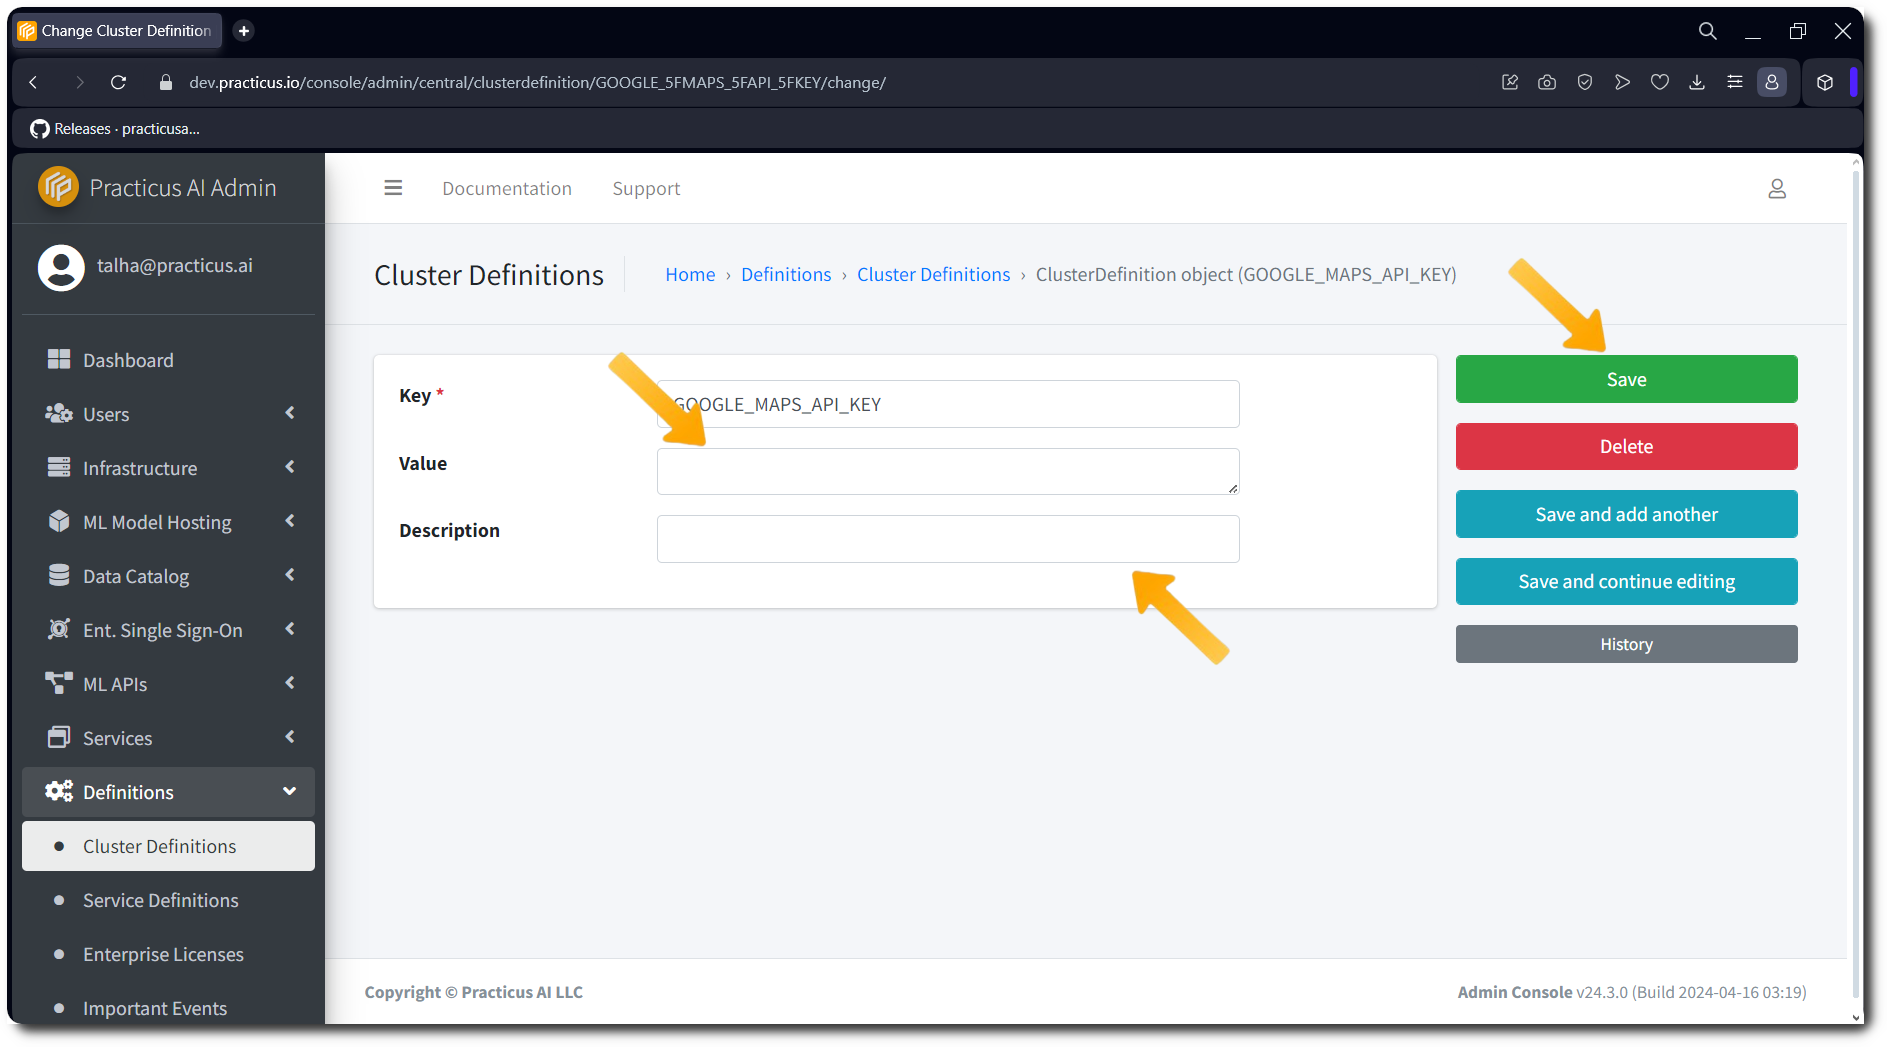 Change Cluster Definition
dev.practicus.io/console/admin/central/clusterdefinition/GOOGLE_5FMAPS_5FAPI_5FKEY/change/
Releases · practicusa...
Practicus AI Admin
Documentation
Support
talha@practicus.ai
Cluster Definitions
Home › Definitions › Cluster Definitions › ClusterDefinition object (GOOGLE_MAPS_API_KEY)
Dashboard
Users
Infrastructure
ML Model Hosting
Data Catalog
Ent. Single Sign-On
ML APIs
Services
Definitions
Cluster Definitions
Service Definitions
Enterprise Licenses
Important Events
Key *
GOOGLE_MAPS_API_KEY
Value
Description
Save
Delete
Save and add another
Save and continue editing
History
Copyright © Practicus AI LLC
Admin Console v24.3.0 (Build 2024-04-16 03:19)